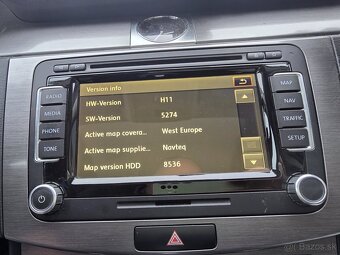 RADIO
MEDIA
PHONE
TONE
Version info
HW-Version H11
SW-Version 5274
Active map covera... West Europe
Active map supplie... Navteq
Map version HDD 8536
MAP
NAV
TRAFFIC
SETUP
bazos.sk